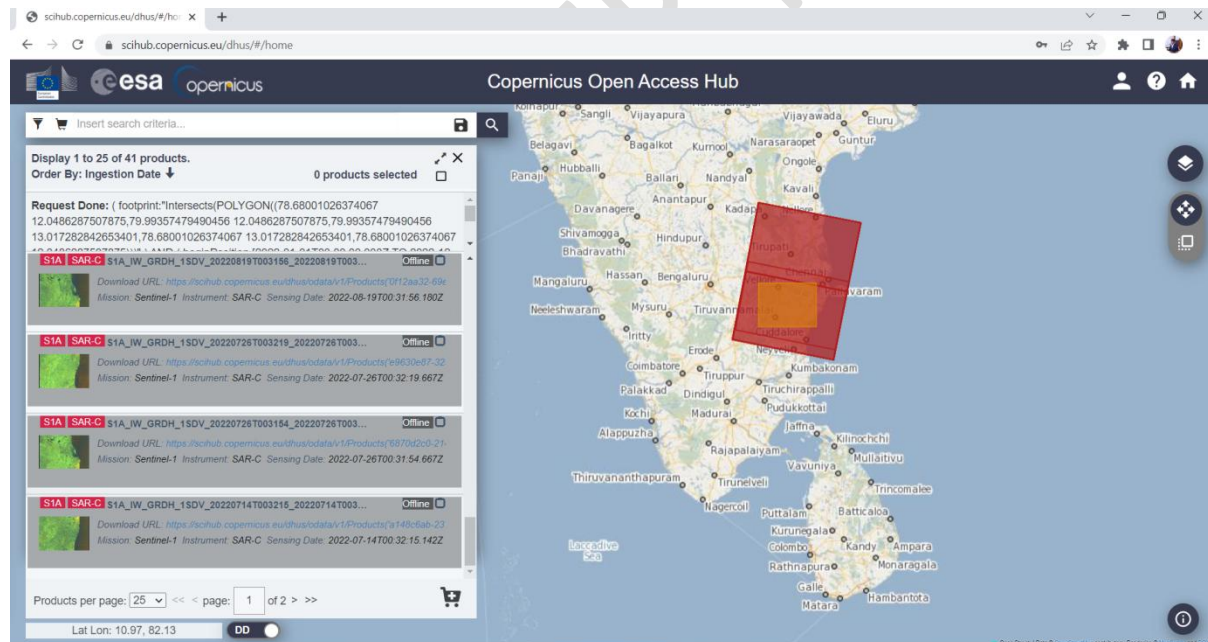 scihub.copernicus.eu/dhus/#/ho
scihub.copernicus.eu/dhus/#/home
European Commission
esa opernicus
Copernicus Open Access Hub
Insert search criteria...
Display 1 to 25 of 41 products.
Order By: Ingestion Date
0 products selected
Request Done: ( footprint:"Intersects(POLYGON((78.68001026374067
12.0486287507875,79.99357479490456 12.0486287507875,79.99357479490456
13.017282842653401,78.68001026374067 13.017282842653401,78.68001026374067
S1A SAR-C S1A_IW_GRDH_1SDV_20220819T003156_20220819T003... Offline
Download URL: https://scihub.copernicus.eu/dhus/odata/v1/Products('0f12aa32-69e
Mission: Sentinel-1 Instrument: SAR-C Sensing Date: 2022-08-19T00:31:56.180Z
S1A SAR-C S1A_IW_GRDH_1SDV_20220726T003219_20220726T003... Offline
Download URL: https://scihub.copernicus.eu/dhus/odata/v1/Products('e9630e87-32
Mission: Sentinel-1 Instrument: SAR-C Sensing Date: 2022-07-26T00:32:19.667Z
S1A SAR-C S1A_IW_GRDH_1SDV_20220726T003154_20220726T003... Offline
Download URL: https://scihub.copernicus.eu/dhus/odata/v1/Products('6870d2c0-21
Mission: Sentinel-1 Instrument: SAR-C Sensing Date: 2022-07-26T00:31:54.667Z
S1A SAR-C S1A_IW_GRDH_1SDV_20220714T003215_20220714T003... Offline
Download URL: https://scihub.copernicus.eu/dhus/odata/v1/Products('a148c6ab-23
Mission: Sentinel-1 Instrument: SAR-C Sensing Date: 2022-07-14T00:32:15.142Z
Products per page: 25 << < page: 1 of 2 > >>
Lat Lon: 10.97, 82.13
DD
Kolhapur Sangli Vijayapura Vijayawada Eluru
Belagavi Bagalkot Kurnool Narasaraopet Guntur
Panaji Hubballi Ballari Nandyal Ongole
Kavali
Davanagere Anantapur Kadapa Nellore
Shivamogga Hindupur Tirupati
Bhadravathi
Mangaluru Hassan Bengaluru Chennai
Pallavaram
Neeleshwaram Mysuru Tiruvannamalai
Iritty Cuddalore
Erode Neyveli
Coimbatore Tiruppur Kumbakonam
Palakkad Dindigul Tiruchirappalli
Kochi Madurai Pudukkottai
Alappuzha Jaffna Kilinochchi
Rajapalaiyam Mullaitivu
Vavuniya
Thiruvananthapuram Tirunelveli Trincomalee
Nagercoil Puttalam Batticaloa
Kurunegala
Laccadive Sea
Colombo Kandy Ampara
Rathnapura Monaragala
Galle
Matara Hambantota